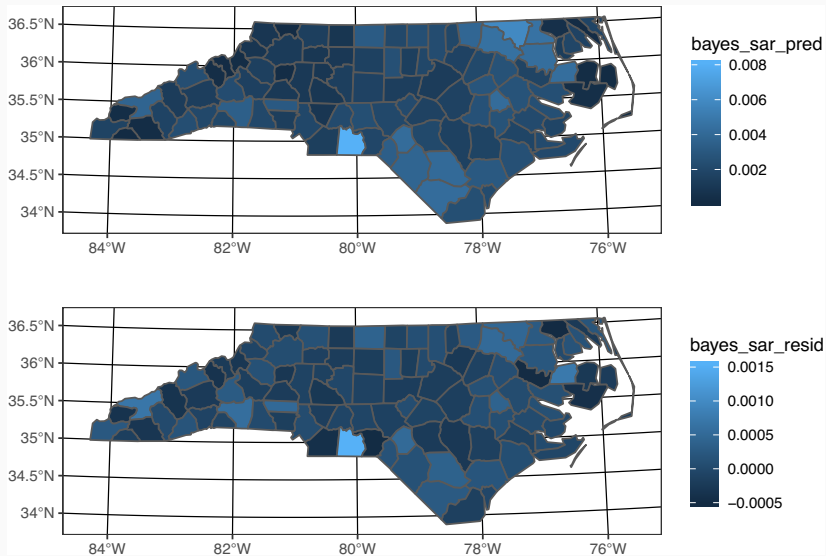 36.5°N
36°N
35.5°N
35°N
34.5°N
34°N
84°W 82°W 80°W 78°W 76°W
bayes_sar_pred
0.008
0.006
0.004
0.002
36.5°N
36°N
35.5°N
35°N
34.5°N
34°N
84°W 82°W 80°W 78°W 76°W
bayes_sar_resid
0.0015
0.0010
0.0005
0.0000
−0.0005